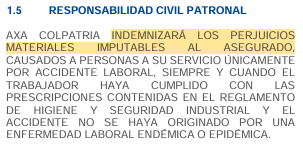 1.5 RESPONSABILIDAD CIVIL PATRONAL
AXA COLPATRIA INDEMNIZARÁ LOS PERJUICIOS
MATERIALES IMPUTABLES AL ASEGURADO,
CAUSADOS A PERSONAS A SU SERVICIO ÚNICAMENTE
POR ACCIDENTE LABORAL, SIEMPRE Y CUANDO EL
TRABAJADOR HAYA CUMPLIDO CON LAS
PRESCRIPCIONES CONTENIDAS EN EL REGLAMENTO
DE HIGIENE Y SEGURIDAD INDUSTRIAL Y EL
ACCIDENTE NO SE HAYA ORIGINADO POR UNA
ENFERMEDAD LABORAL ENDÉMICA O EPIDÉMICA.